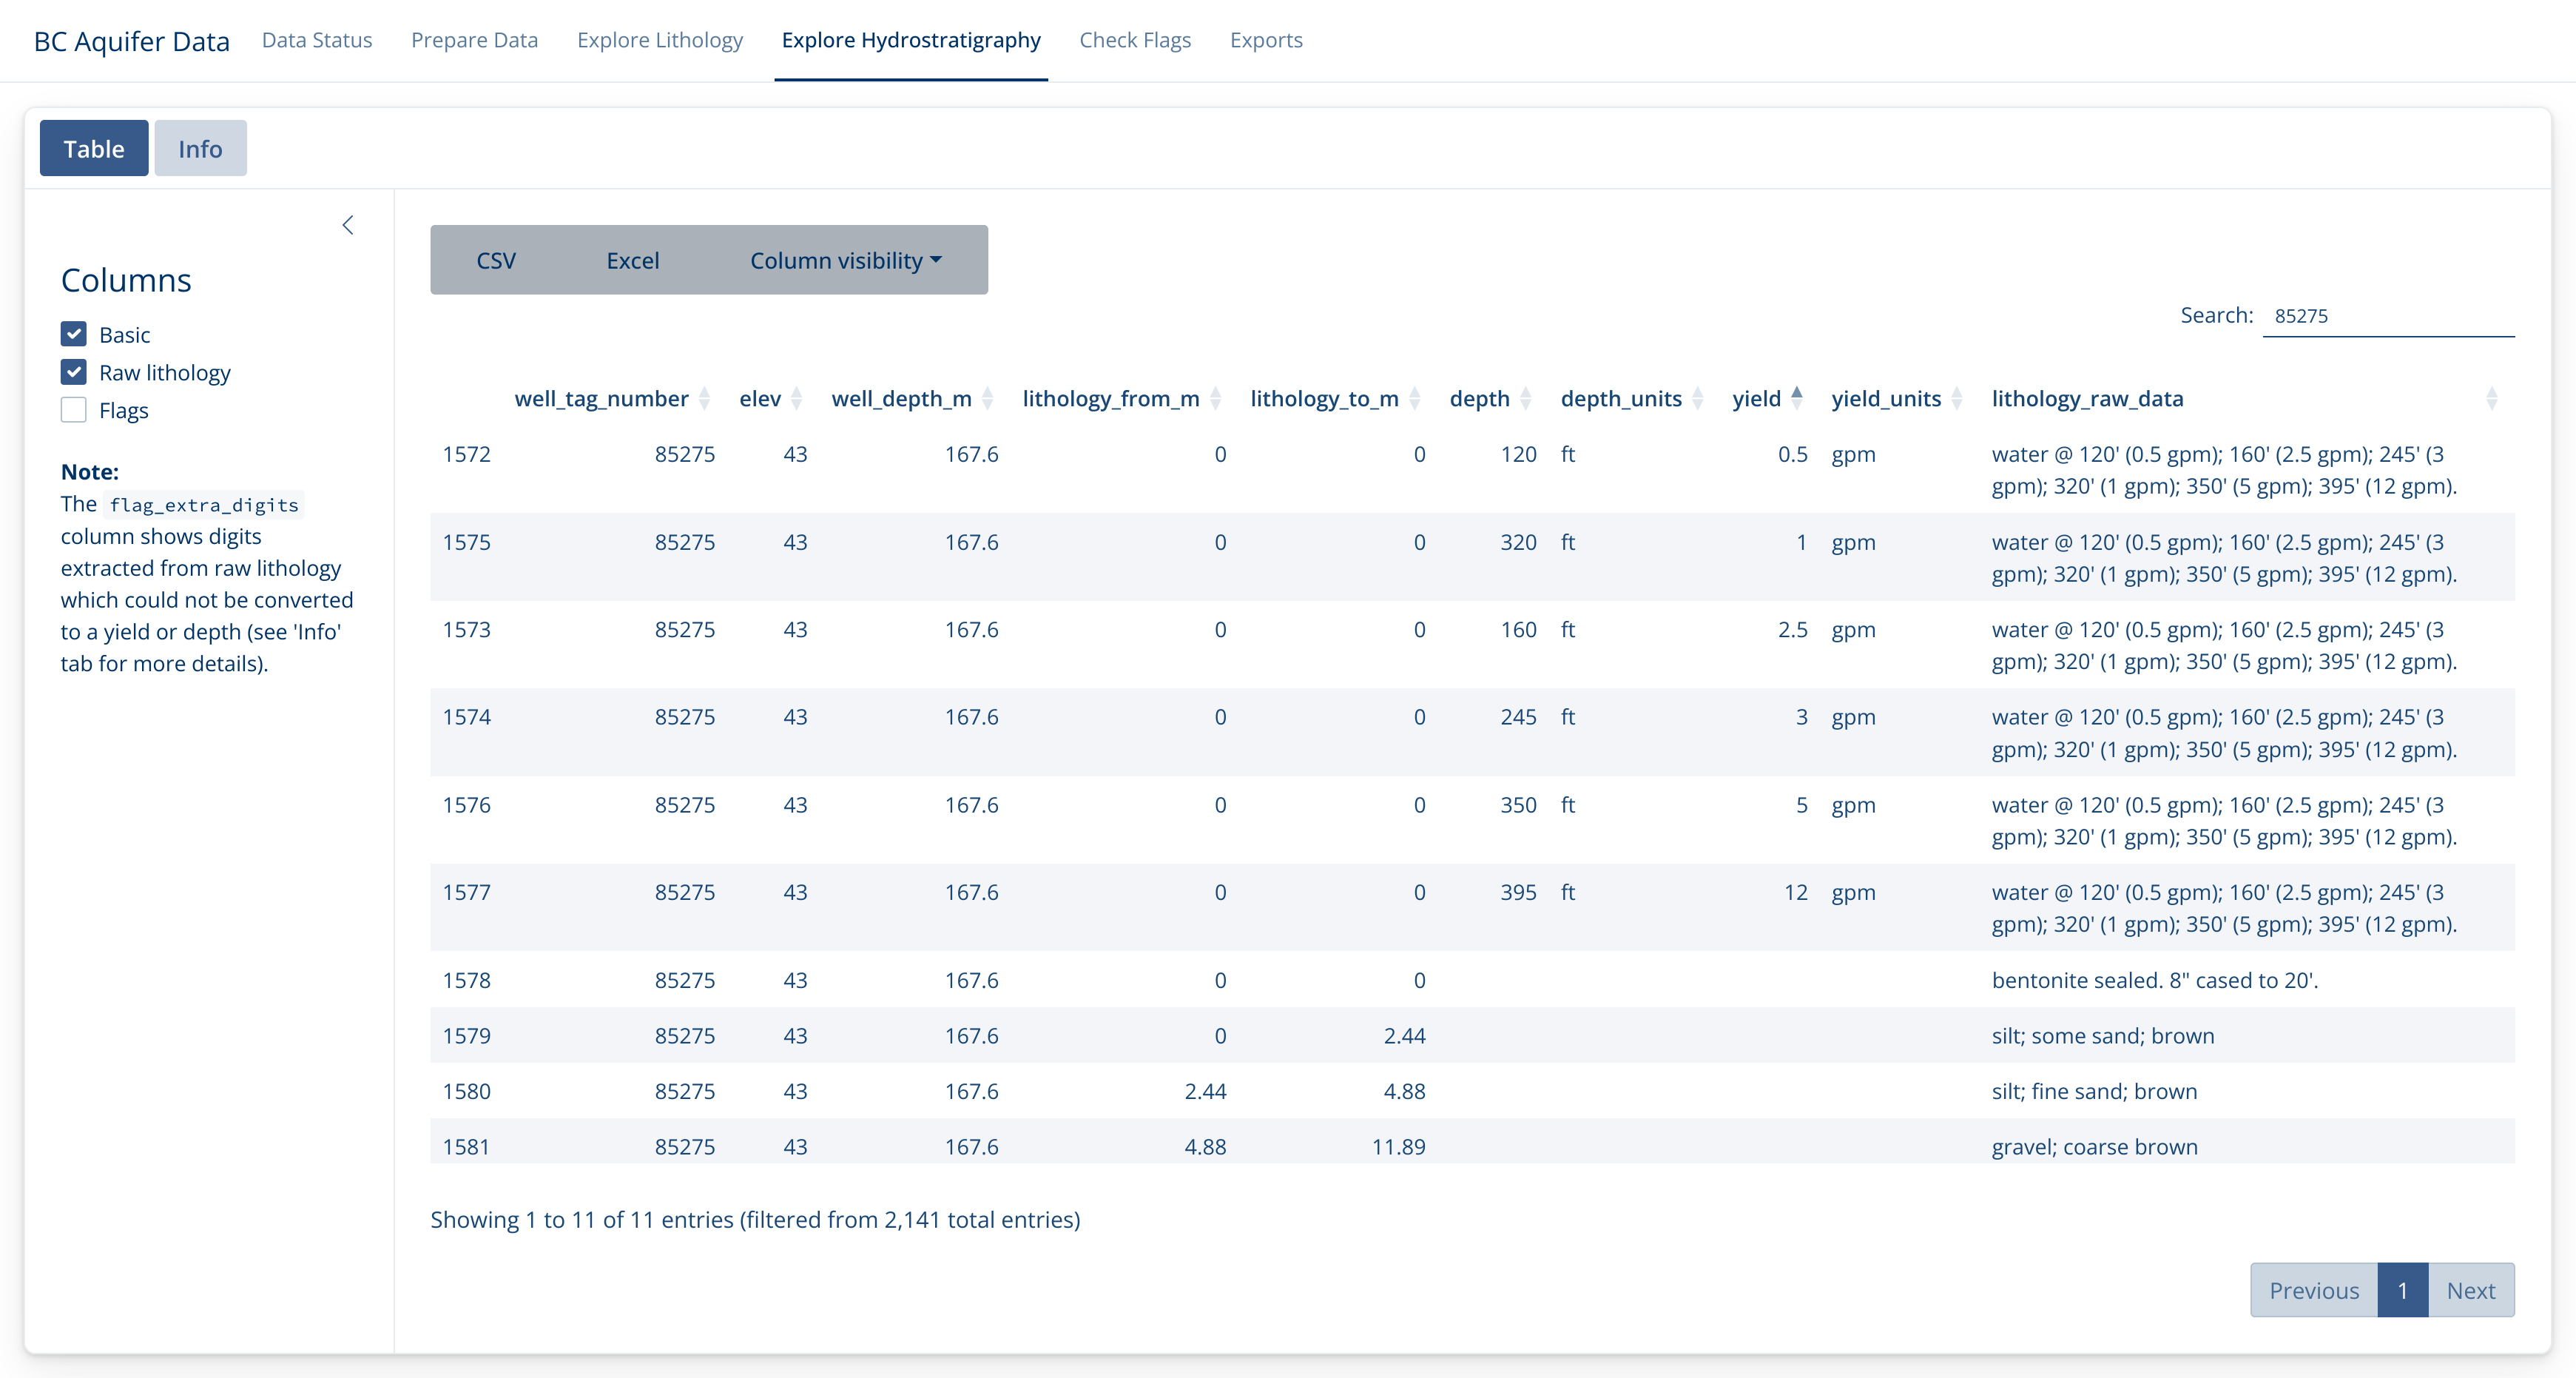 BC Aquifer Data Data Status Prepare Data Explore Lithology Explore Hydrostratigraphy Check Flags Exports
Table Info
Columns
Basic
Raw lithology
Flags
Note:
The flag_extra_digits
column shows digits
extracted from raw lithology
which could not be converted
to a yield or depth (see 'Info'
tab for more details).
CSV Excel Column visibility
Search: 85275
well_tag_number elev well_depth_m lithology_from_m lithology_to_m depth depth_units yield yield_units lithology_raw_data
1572 85275 43 167.6 0 0 120 ft 0.5 gpm water @ 120' (0.5 gpm); 160' (2.5 gpm); 245' (3
gpm); 320' (1 gpm); 350' (5 gpm); 395' (12 gpm).
1575 85275 43 167.6 0 0 320 ft 1 gpm water @ 120' (0.5 gpm); 160' (2.5 gpm); 245' (3
gpm); 320' (1 gpm); 350' (5 gpm); 395' (12 gpm).
1573 85275 43 167.6 0 0 160 ft 2.5 gpm water @ 120' (0.5 gpm); 160' (2.5 gpm); 245' (3
gpm); 320' (1 gpm); 350' (5 gpm); 395' (12 gpm).
1574 85275 43 167.6 0 0 245 ft 3 gpm water @ 120' (0.5 gpm); 160' (2.5 gpm); 245' (3
gpm); 320' (1 gpm); 350' (5 gpm); 395' (12 gpm).
1576 85275 43 167.6 0 0 350 ft 5 gpm water @ 120' (0.5 gpm); 160' (2.5 gpm); 245' (3
gpm); 320' (1 gpm); 350' (5 gpm); 395' (12 gpm).
1577 85275 43 167.6 0 0 395 ft 12 gpm water @ 120' (0.5 gpm); 160' (2.5 gpm); 245' (3
gpm); 320' (1 gpm); 350' (5 gpm); 395' (12 gpm).
1578 85275 43 167.6 0 0 bentonite sealed. 8" cased to 20'.
1579 85275 43 167.6 0 2.44 silt; some sand; brown
1580 85275 43 167.6 2.44 4.88 silt; fine sand; brown
1581 85275 43 167.6 4.88 11.89 gravel; coarse brown
Showing 1 to 11 of 11 entries (filtered from 2,141 total entries)
Previous 1 Next